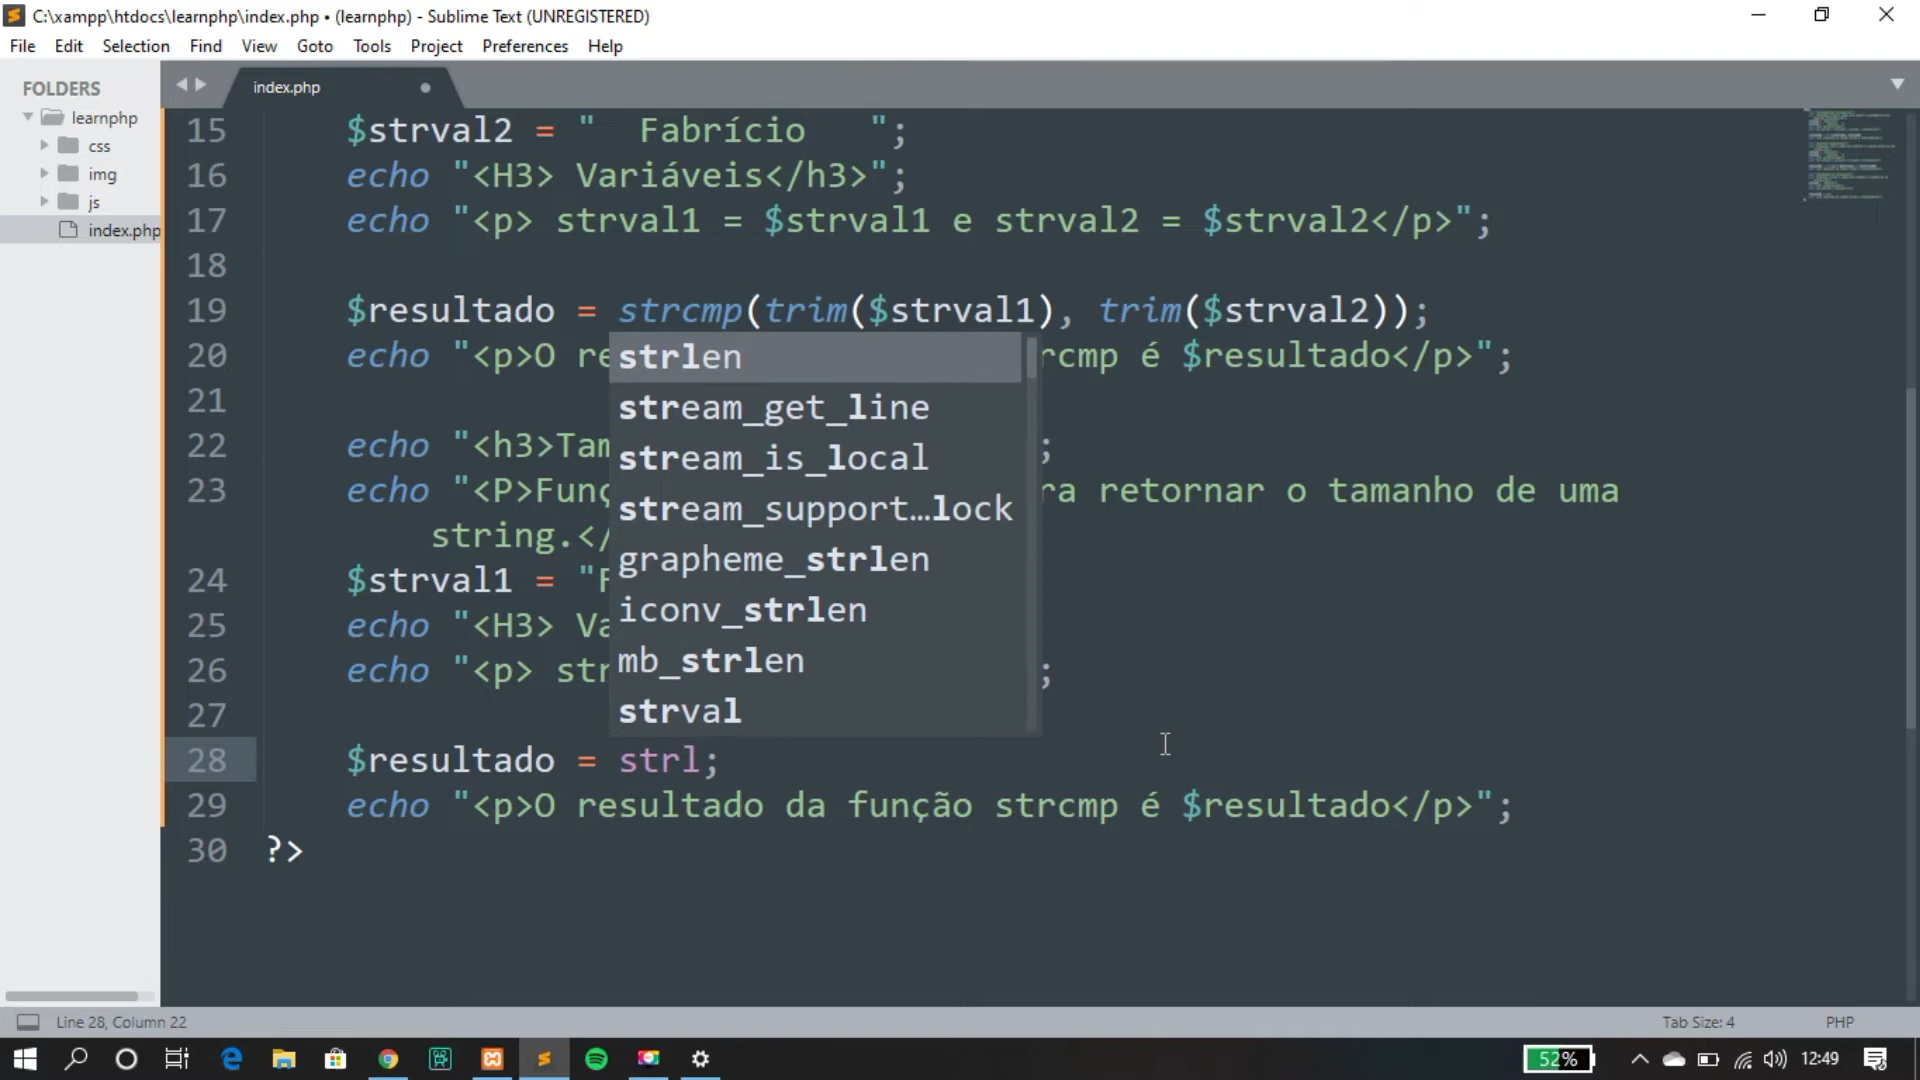 C:\xampp\htdocs\learnphp\index.php • (learnphp) - Sublime Text (UNREGISTERED)
File Edit Selection Find View Goto Tools Project Preferences Help
FOLDERS
learnphp
css
img
js
index.php
index.php
15 $strval2 = "  Fabrício   ";
16 echo "<H3> Variáveis</h3>";
17 echo "<p> strval1 = $strval1 e strval2 = $strval2</p>";
18
19 $resultado = strcmp(trim($strval1), trim($strval2));
20 echo "<p>O re rcmp é $resultado</p>";
21
22 echo "<h3>Tam ;
23 echo "<P>Funç ra retornar o tamanho de uma
string.</
24 $strval1 = "F
25 echo "<H3> Va
26 echo "<p> str ;
27
28 $resultado = strl;
29 echo "<p>O resultado da função strcmp é $resultado</p>";
30 ?>
strlen
stream_get_line
stream_is_local
stream_support…lock
grapheme_strlen
iconv_strlen
mb_strlen
strval
Line 28, Column 22
Tab Size: 4
PHP
52%
12:49